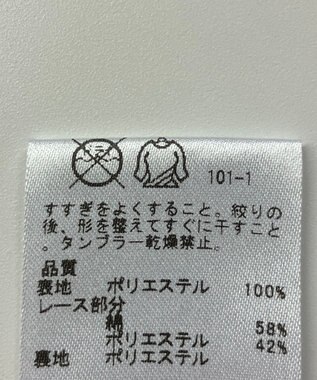 101-1
すすぎをよくすること。絞りの
後、形を整えてすぐに干すこと
。タンブラー乾燥禁止。
品質
表地 ポリエステル 100%
レース部分
綿 58%
ポリエステル 42%
裏地 ポリエステル